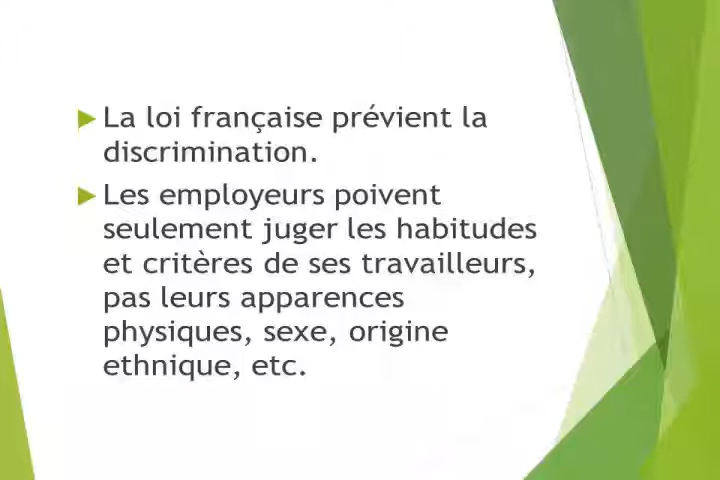 La loi française prévient la
discrimination.
Les employeurs poivent
seulement juger les habitudes
et critères de ses travailleurs,
pas leurs apparences
physiques, sexe, origine
ethnique, etc.